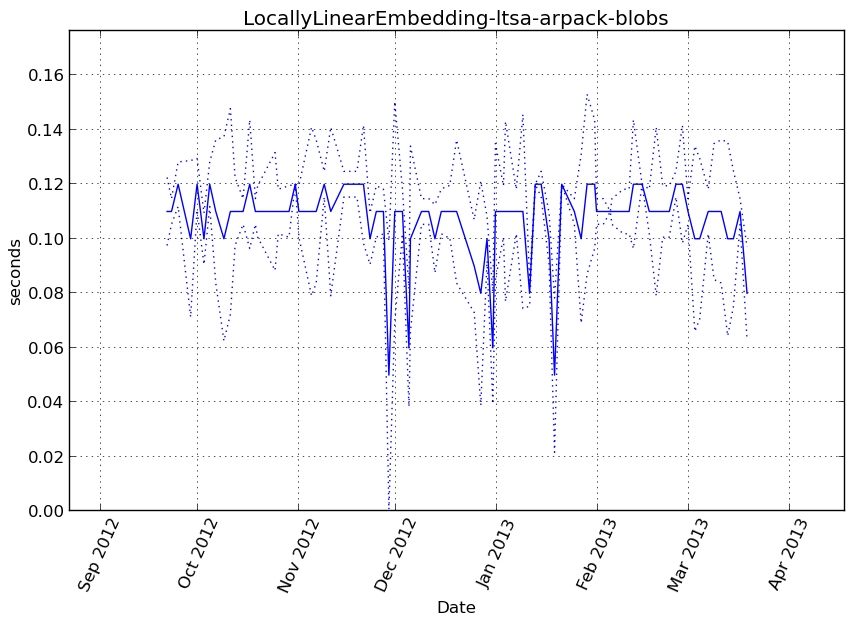 LocallyLinearEmbedding-ltsa-arpack-blobs
0.16
0.14
0.12
0.10
0.08
0.06
0.04
0.02
0.00
seconds
Sep 2012
Oct 2012
Nov 2012
Dec 2012
Jan 2013
Feb 2013
Mar 2013
Apr 2013
Date